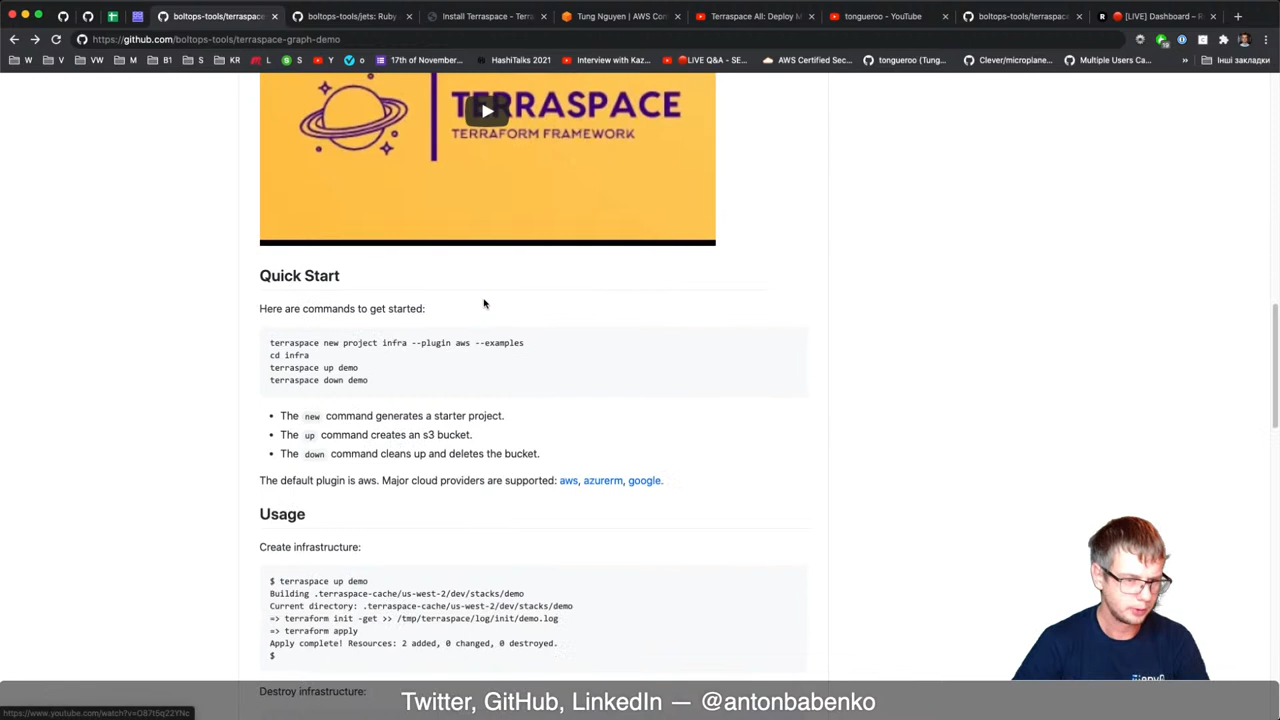 boltops-tools/terraspace
boltops-tools/jets: Ruby
Install Terraspace - Terra
Tung Nguyen | AWS Con
Terraspace All: Deploy M
tongueroo - YouTube
boltops-tools/terraspace
[LIVE] Dashboard – R
https://github.com/boltops-tools/terraspace-graph-demo
W
V
VW
M
B1
S
KR
L
S
Y
o
17th of November...
HashiTalks 2021
Interview with Kaz...
LIVE Q&A - SE...
AWS Certified Sec...
tongueroo (Tung...
Clever/microplane...
Multiple Users Ca...
»
Інші закладки
TERRASPACE
TERRAFORM FRAMEWORK
Quick Start
Here are commands to get started:
terraspace new project infra --plugin aws --examples
cd infra
terraspace up demo
terraspace down demo
• The new command generates a starter project.
• The up command creates an s3 bucket.
• The down command cleans up and deletes the bucket.
The default plugin is aws. Major cloud providers are supported: aws, azurerm, google.
Usage
Create infrastructure:
$ terraspace up demo
Building .terraspace-cache/us-west-2/dev/stacks/demo
Current directory: .terraspace-cache/us-west-2/dev/stacks/demo
=> terraform init -get >> /tmp/terraspace/log/init/demo.log
=> terraform apply
Apply complete! Resources: 2 added, 0 changed, 0 destroyed.
$
Destroy infrastructure:
Twitter, GitHub, LinkedIn — @antonbabenko